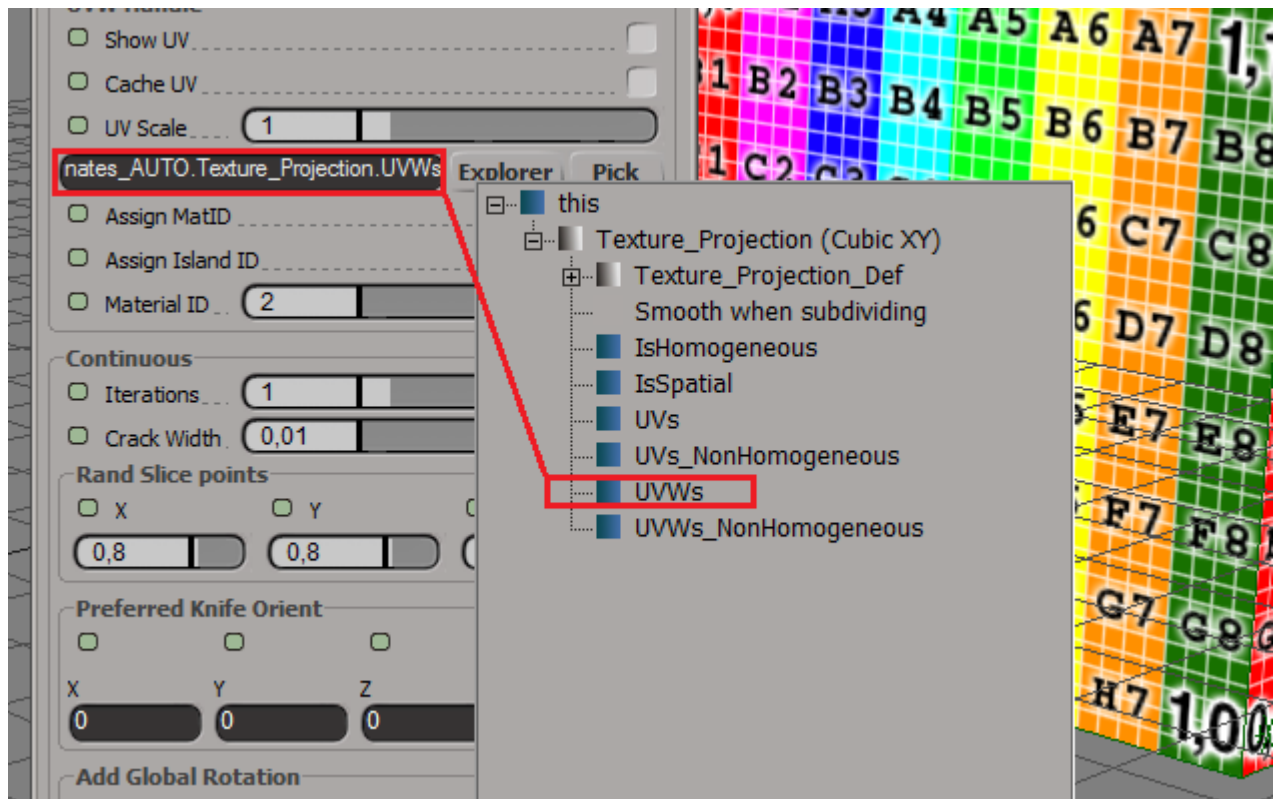 Show UV
Cache UV
UV Scale 1
nates_AUTO.Texture_Projection.UVWs Explorer Pick
Assign MatID
Assign Island ID
Material ID 2
Continuous
Iterations 1
Crack Width 0,01
Rand Slice points
X Y
0,8 0,8
Preferred Knife Orient
X Y Z
0 0 0
Add Global Rotation
this
Texture_Projection (Cubic XY)
Texture_Projection_Def
Smooth when subdividing
IsHomogeneous
IsSpatial
UVs
UVs_NonHomogeneous
UVWs
UVWs_NonHomogeneous
A4 A5 A6 A7
B2 B3 B4 B5 B6 B7 B8
C2 C7 C8
D7 D8
E7 E8
F7 F8
G7 G8
H7 1,00